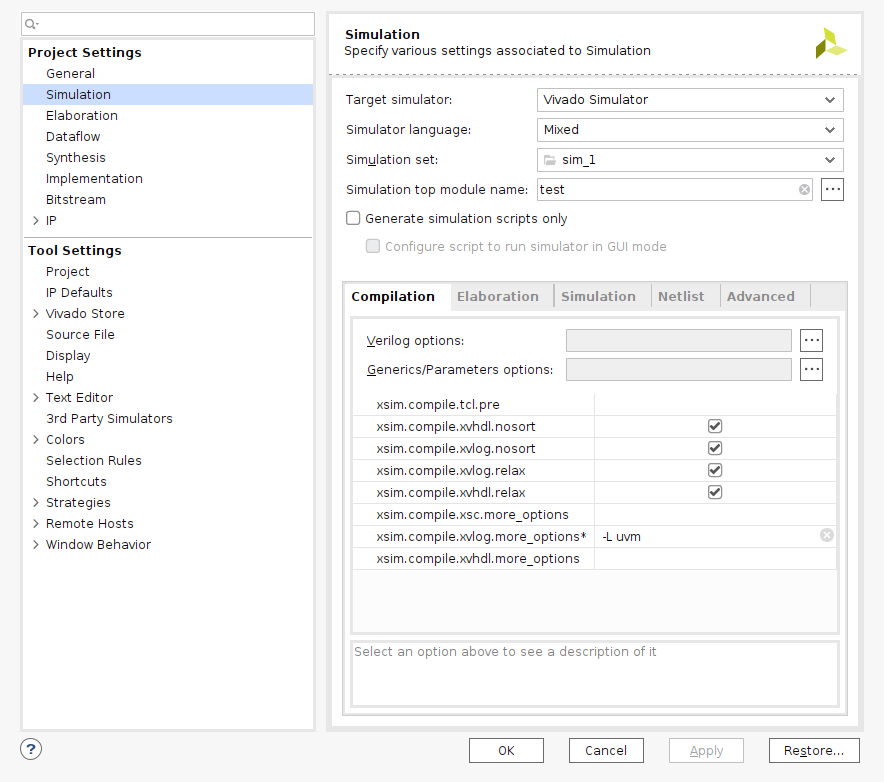 Project Settings
General
Simulation
Elaboration
Dataflow
Synthesis
Implementation
Bitstream
IP
Tool Settings
Project
IP Defaults
Vivado Store
Source File
Display
Help
Text Editor
3rd Party Simulators
Colors
Selection Rules
Shortcuts
Strategies
Remote Hosts
Window Behavior
Simulation
Specify various settings associated to Simulation
Target simulator: Vivado Simulator
Simulator language: Mixed
Simulation set: sim_1
Simulation top module name: test ...
Generate simulation scripts only
Configure script to run simulator in GUI mode
Compilation Elaboration Simulation Netlist Advanced
Verilog options: ...
Generics/Parameters options: ...
xsim.compile.tcl.pre
xsim.compile.xvhdl.nosort
xsim.compile.xvlog.nosort
xsim.compile.xvlog.relax
xsim.compile.xvhdl.relax
xsim.compile.xsc.more_options
xsim.compile.xvlog.more_options* -L uvm
xsim.compile.xvhdl.more_options
Select an option above to see a description of it
? OK Cancel Apply Restore...